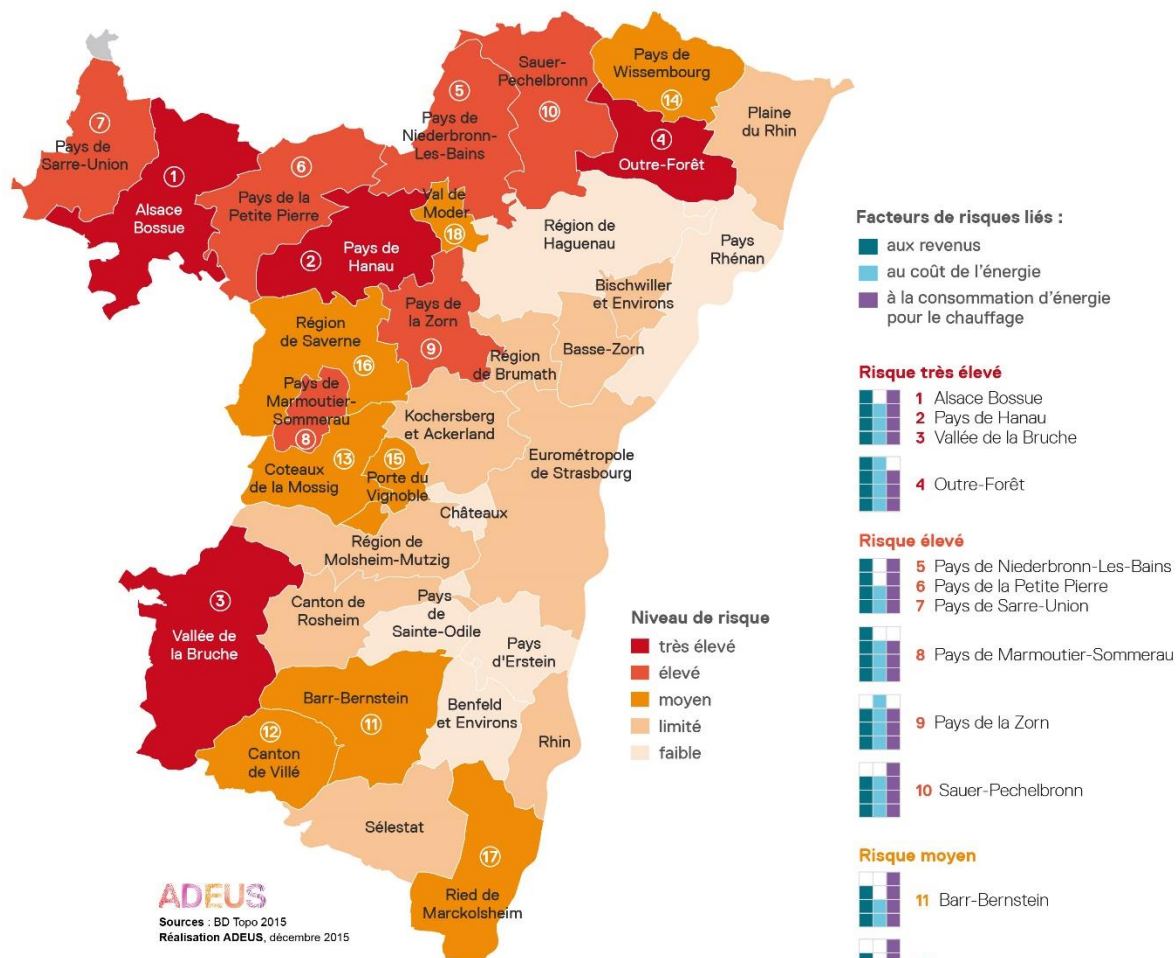 7
Pays de
Sarre-Union
1
Alsace
Bossue
6
Pays de la
Petite Pierre
5
Pays de
Niederbronn-
Les-Bains
Sauer-
Pechelbronn
10
Pays de
Wissembourg
14
Plaine
du Rhin
4
Outre-Forêt
2
Pays de
Hanau
Val de
Moder
18
Région de
Haguenau
Pays
Rhénan
Bischwiller
et Environs
Région
de Saverne
16
Pays de
la Zorn
9
Région
de Brumath
Basse-Zorn
Pays de
Marmoutier-
Sommerau
8
Kochersberg
et Ackerland
Eurométropole
de Strasbourg
13
Coteaux
de la Mossig
15
Porte du
Vignoble
Châteaux
Région de
Molsheim-Mutzig
3
Vallée de
la Bruche
Canton de
Rosheim
Pays
de
Sainte-Odile
Pays
d'Erstein
Barr-Bernstein
11
Benfeld
et Environs
Rhin
12
Canton
de Villé
Sélestat
17
Ried de
Marckolsheim
Niveau de risque
très élevé
élevé
moyen
limité
faible
ADEUS
Sources : BD Topo 2015
Réalisation ADEUS, décembre 2015
Facteurs de risques liés :
aux revenus
au coût de l'énergie
à la consommation d'énergie
pour le chauffage
Risque très élevé
1 Alsace Bossue
2 Pays de Hanau
3 Vallée de la Bruche
4 Outre-Forêt
Risque élevé
5 Pays de Niederbronn-Les-Bains
6 Pays de la Petite Pierre
7 Pays de Sarre-Union
8 Pays de Marmoutier-Sommerau
9 Pays de la Zorn
10 Sauer-Pechelbronn
Risque moyen
11 Barr-Bernstein